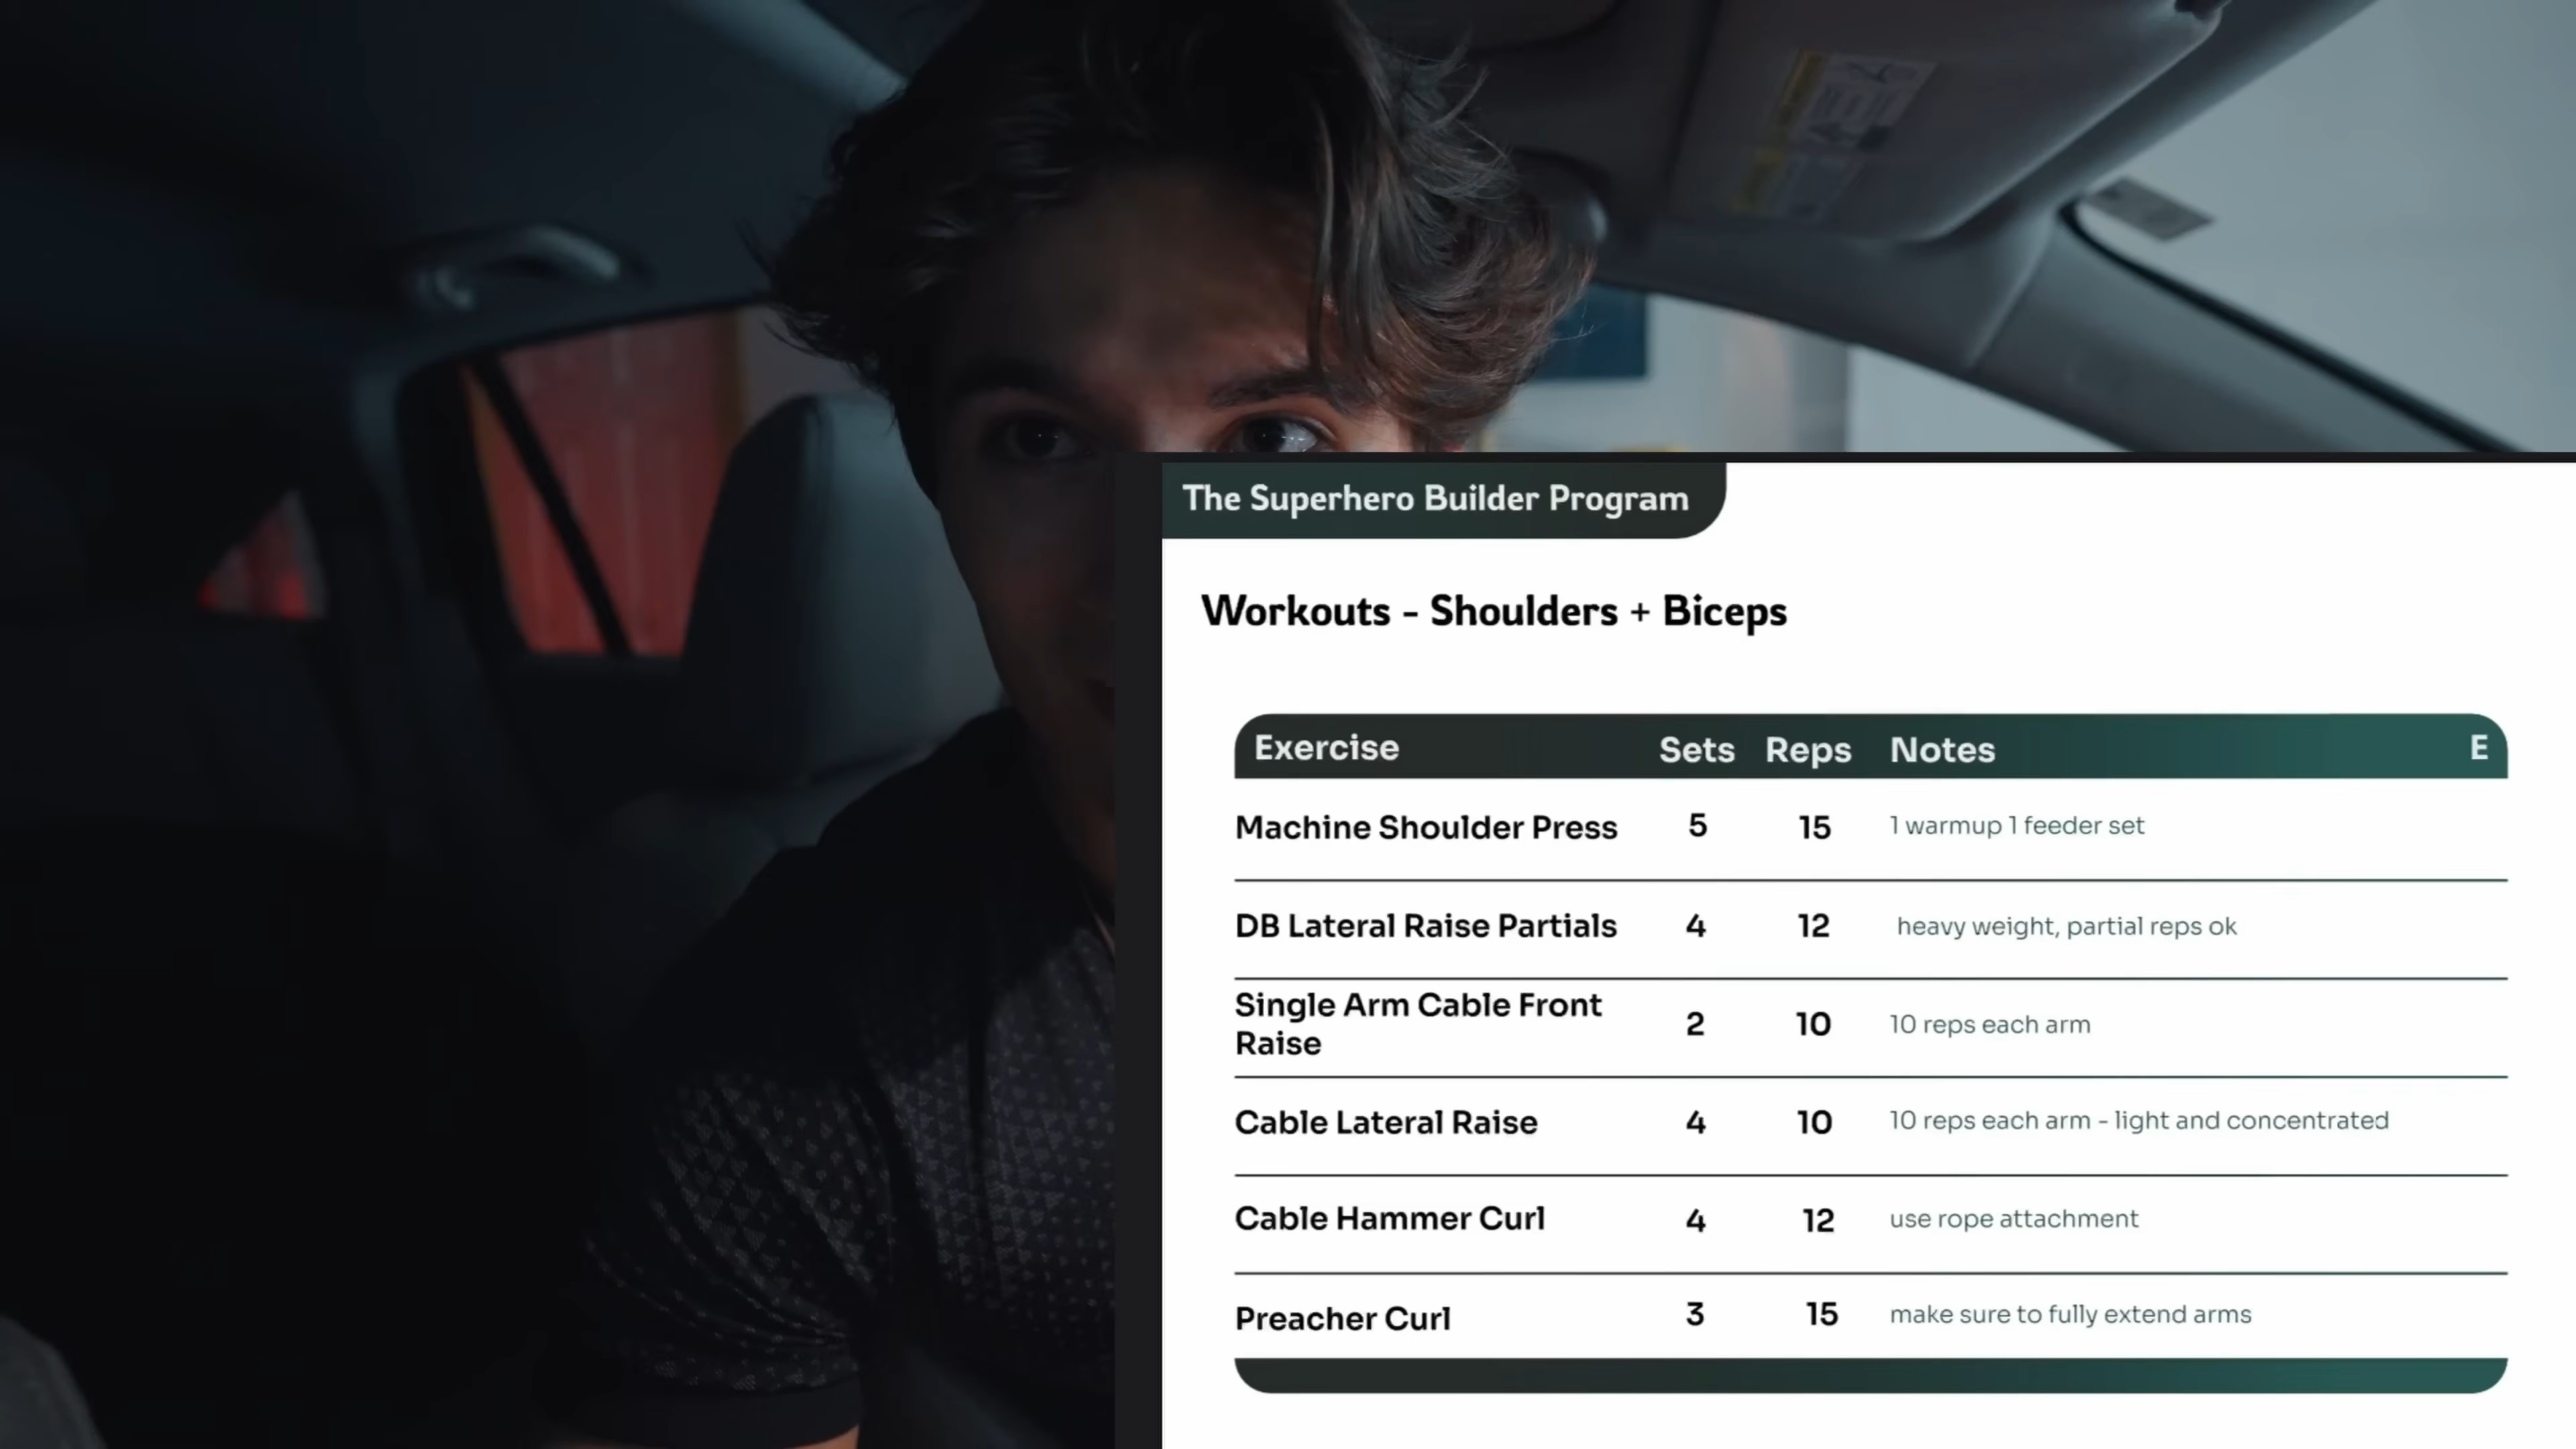 The Superhero Builder Program
Workouts - Shoulders + Biceps
Exercise Sets Reps Notes E
Machine Shoulder Press 5 15 1 warmup 1 feeder set
DB Lateral Raise Partials 4 12 heavy weight, partial reps ok
Single Arm Cable Front
Raise 2 10 10 reps each arm
Cable Lateral Raise 4 10 10 reps each arm - light and concentrated
Cable Hammer Curl 4 12 use rope attachment
Preacher Curl 3 15 make sure to fully extend arms